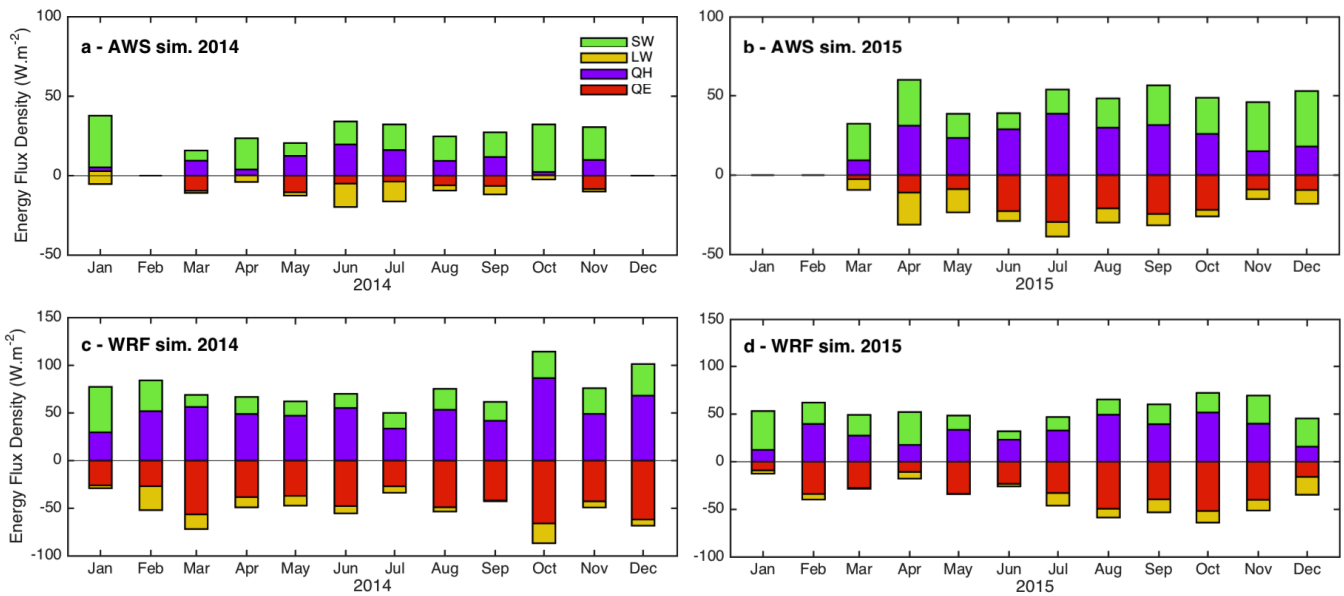 100
50
0
-50
Energy Flux Density (W.m-2)
a - AWS sim. 2014
SW
LW
QH
QE
Jan Feb Mar Apr May Jun Jul Aug Sep Oct Nov Dec
2014
100
50
0
-50
b - AWS sim. 2015
Jan Feb Mar Apr May Jun Jul Aug Sep Oct Nov Dec
2015
150
100
50
0
-50
-100
Energy Flux Density (W.m-2)
c - WRF sim. 2014
Jan Feb Mar Apr May Jun Jul Aug Sep Oct Nov Dec
2014
150
100
50
0
-50
-100
d - WRF sim. 2015
Jan Feb Mar Apr May Jun Jul Aug Sep Oct Nov Dec
2015